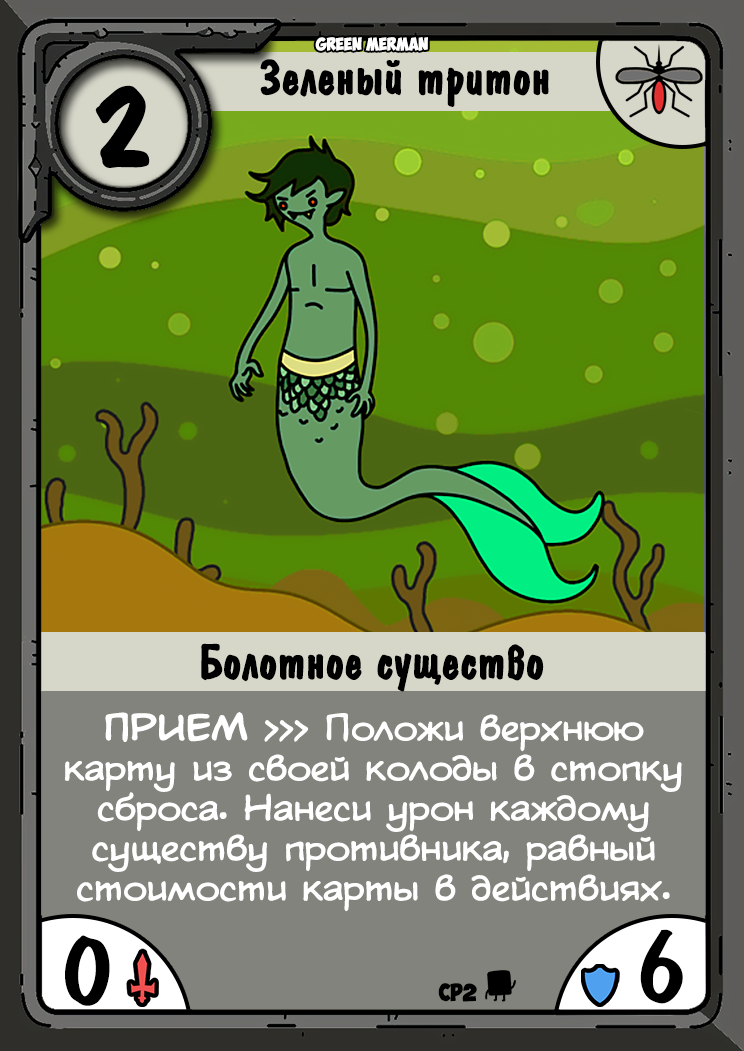 GREEN MERMAN
2
Зеленый тритон
Болотное существо
ПРИЕМ >>> Положи верхнюю
карту из своей колоды в стопку
сброса. Нанеси урон каждому
существу противника, равный
стоимости карты в действиях.
0
CP2
6